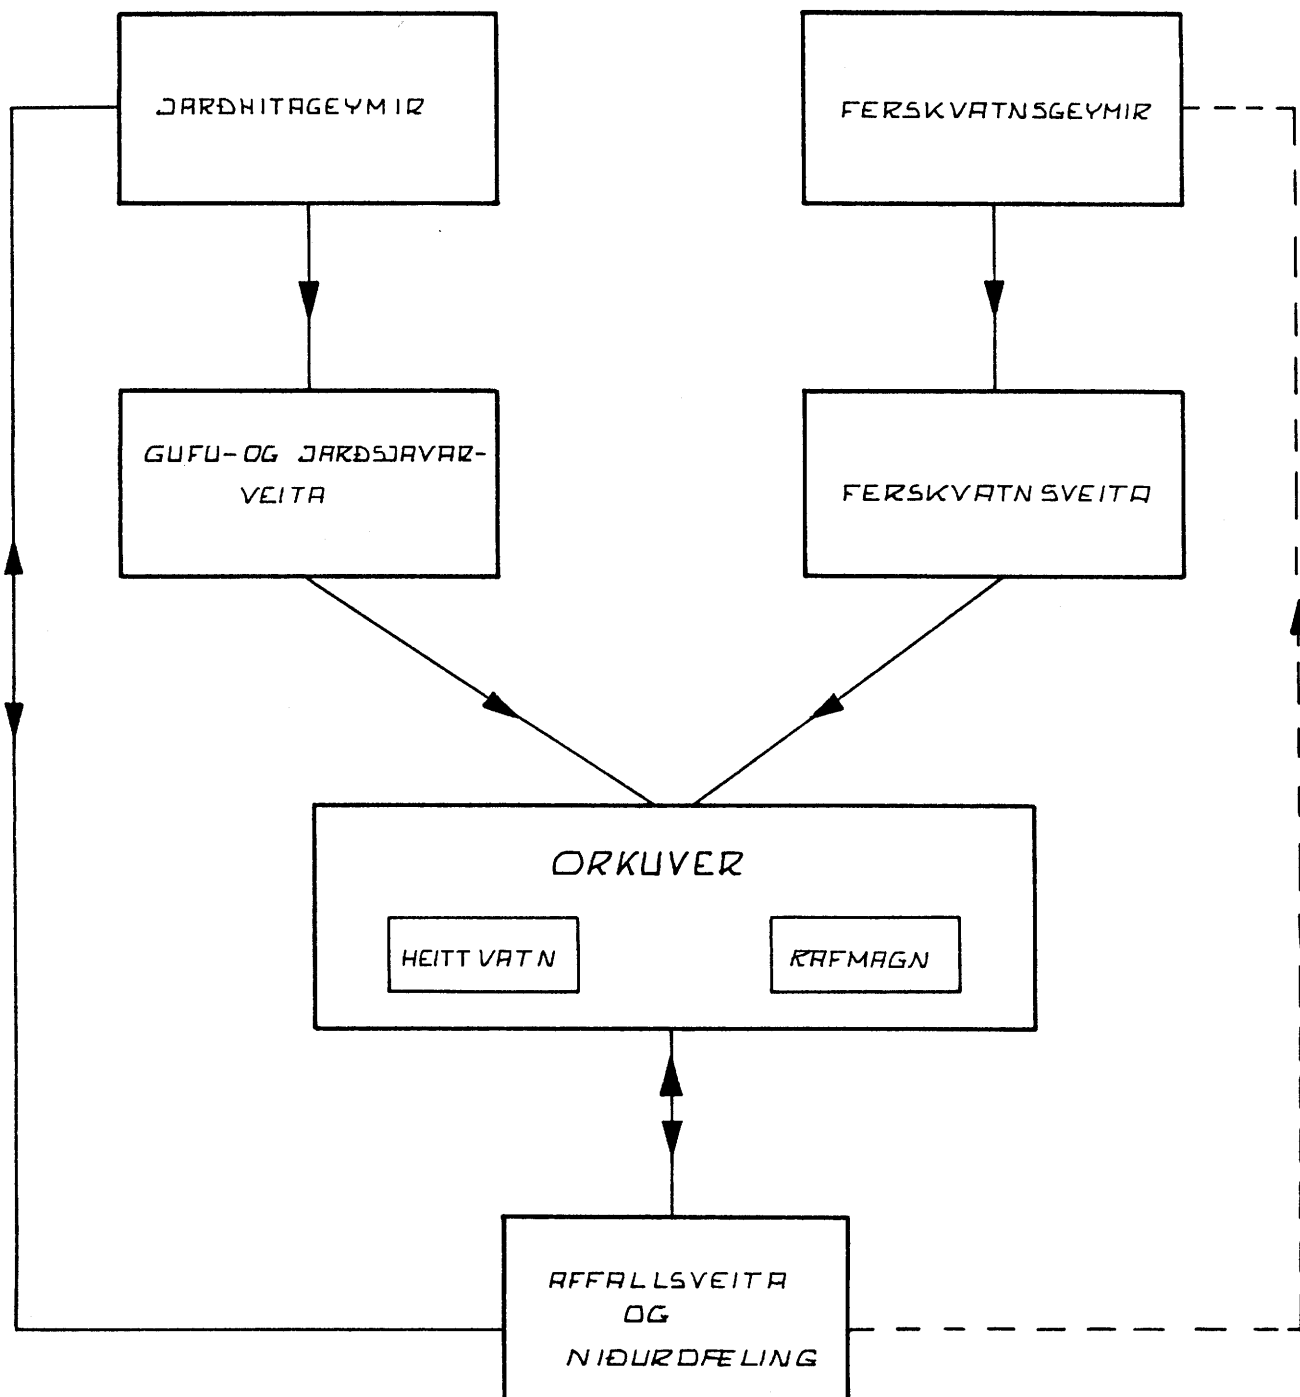 JARÐHITAGEYMIR
FERSKVATNSGEYMIR
GUFU-OG JARÐSJAVAR-
VEITA
FERSKVATNSVEITA
ORKUVER
HEITT VATN
RAFMAGN
AFFALLSVEITA
OG
NIÐURDÆLING